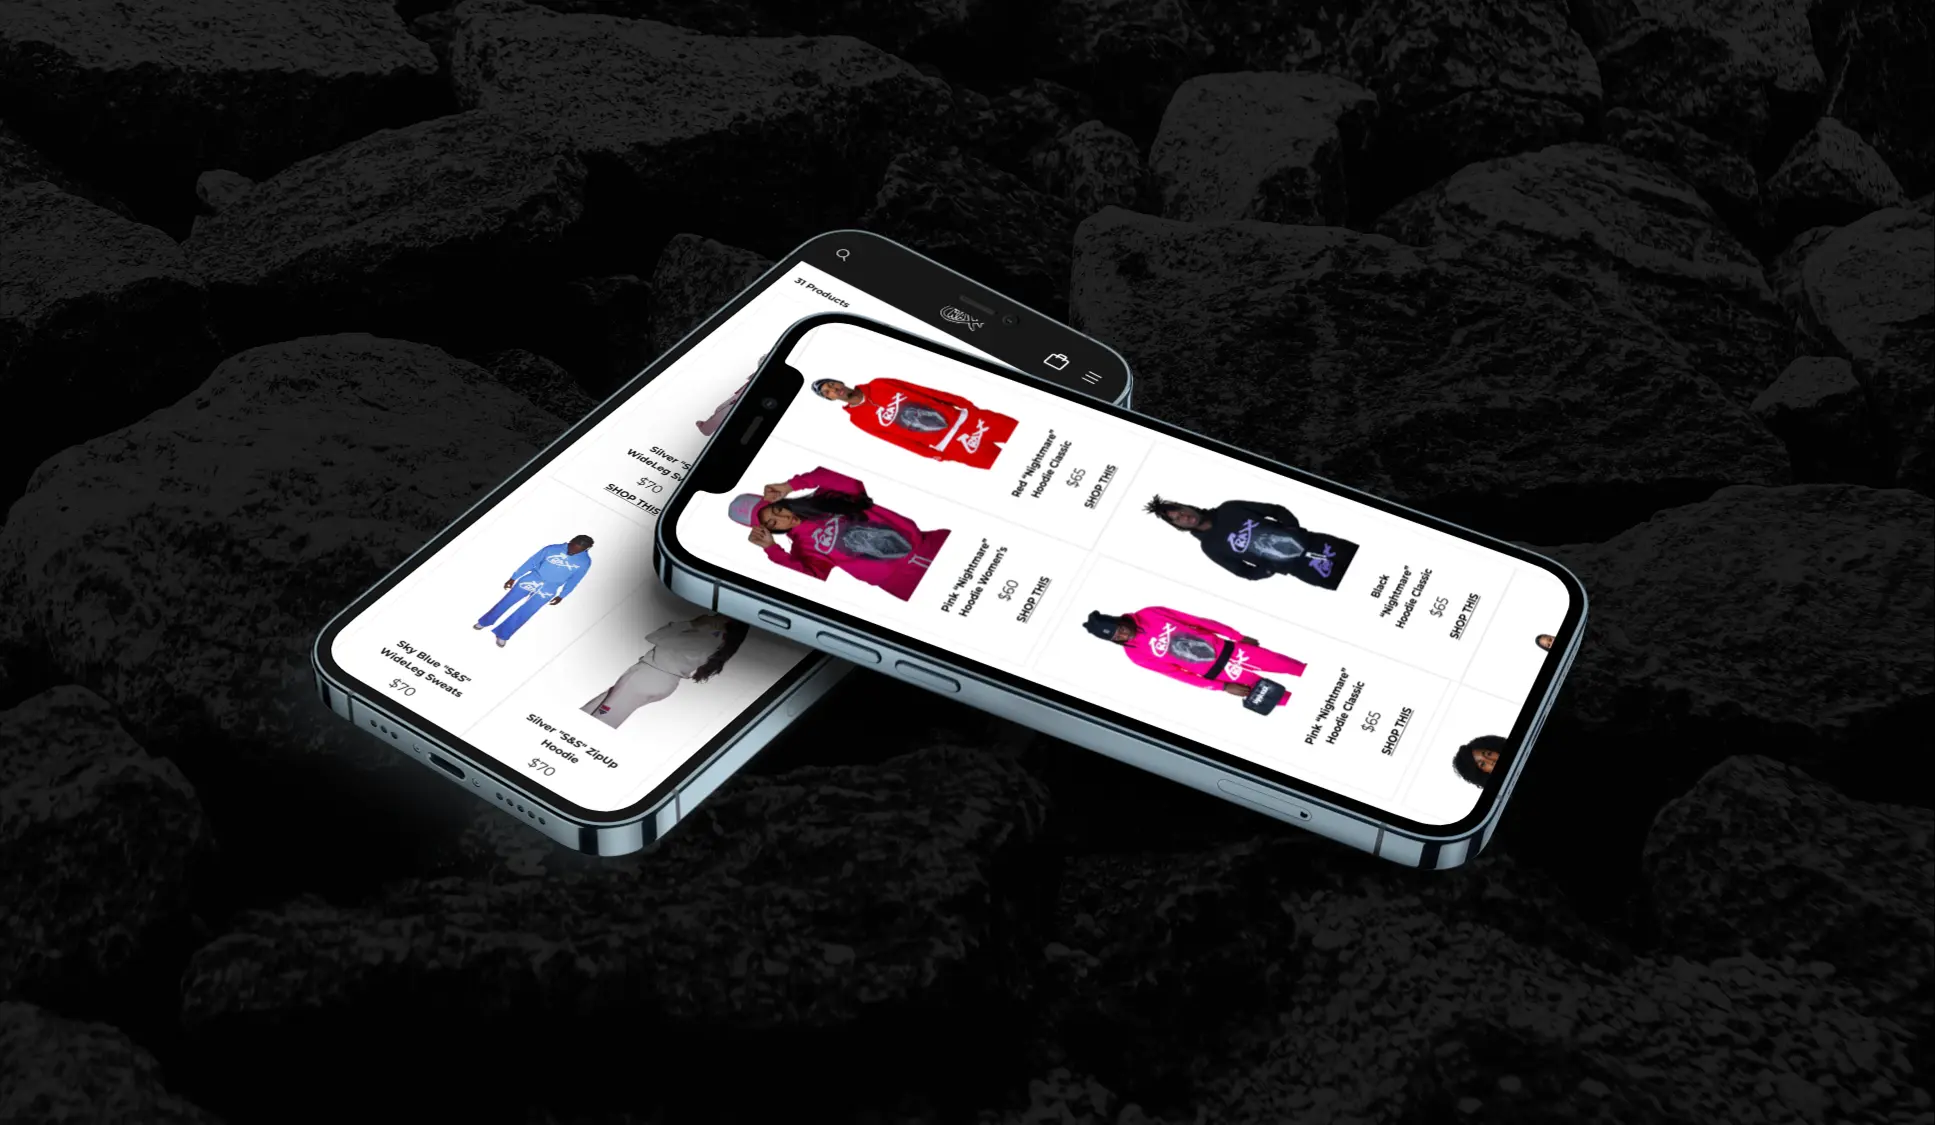 31 Products
Silver "S
WideLeg Sw
$70
SHOP THIS
Sky Blue "S&S"
WideLeg Sweats
$70
Silver "S&S" ZipUp
Hoodie
$70
Red "Nightmare"
Hoodie Classic
$65
SHOP THIS
Pink "Nightmare"
Hoodie Women's
$60
SHOP THIS
Black
"Nightmare"
Hoodie Classic
$65
SHOP THIS
Pink "Nightmare"
Hoodie Classic
$65
SHOP THIS